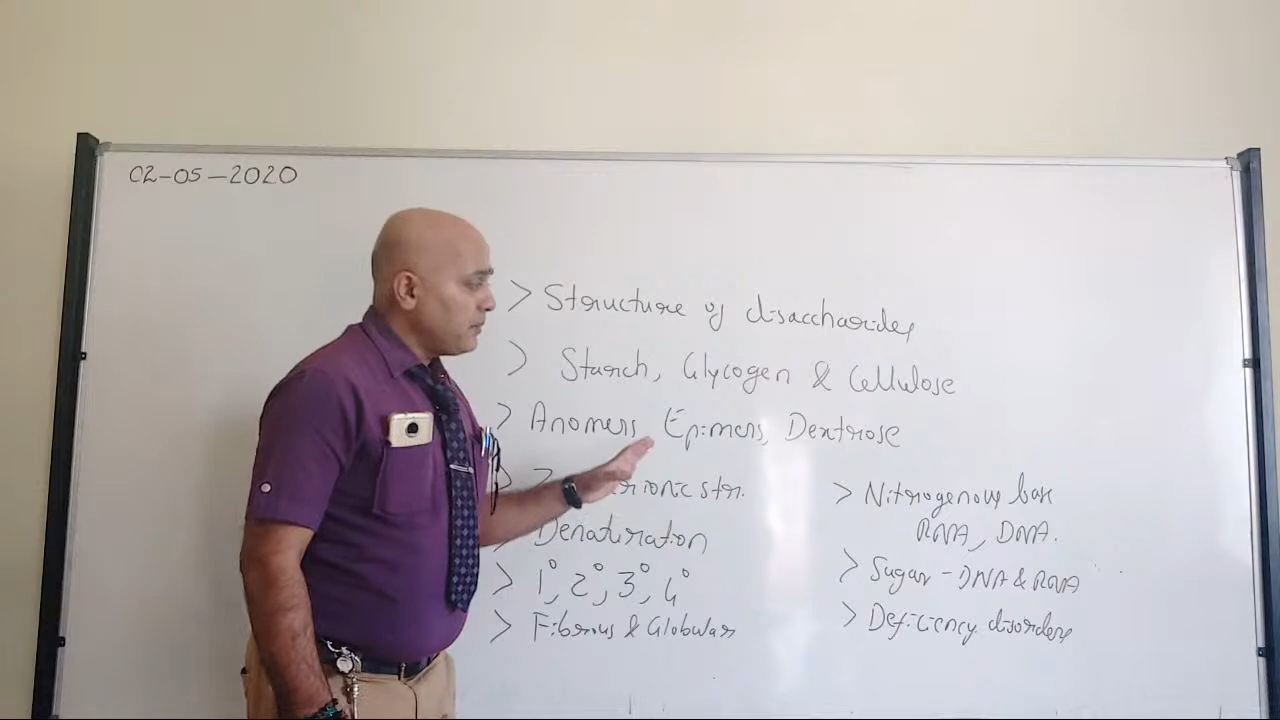 02-05-2020
> Structure of disaccharides
> Starch, Glycogen & Cellulose
> Anomers, Epimers, Dextrose
str.
Denaturation
> 1°, 2°, 3°, 4°
> Fibrous & Globular
> Nitrogenous base
RNA, DNA.
> Sugar - DNA & RNA
> Deficiency disorders